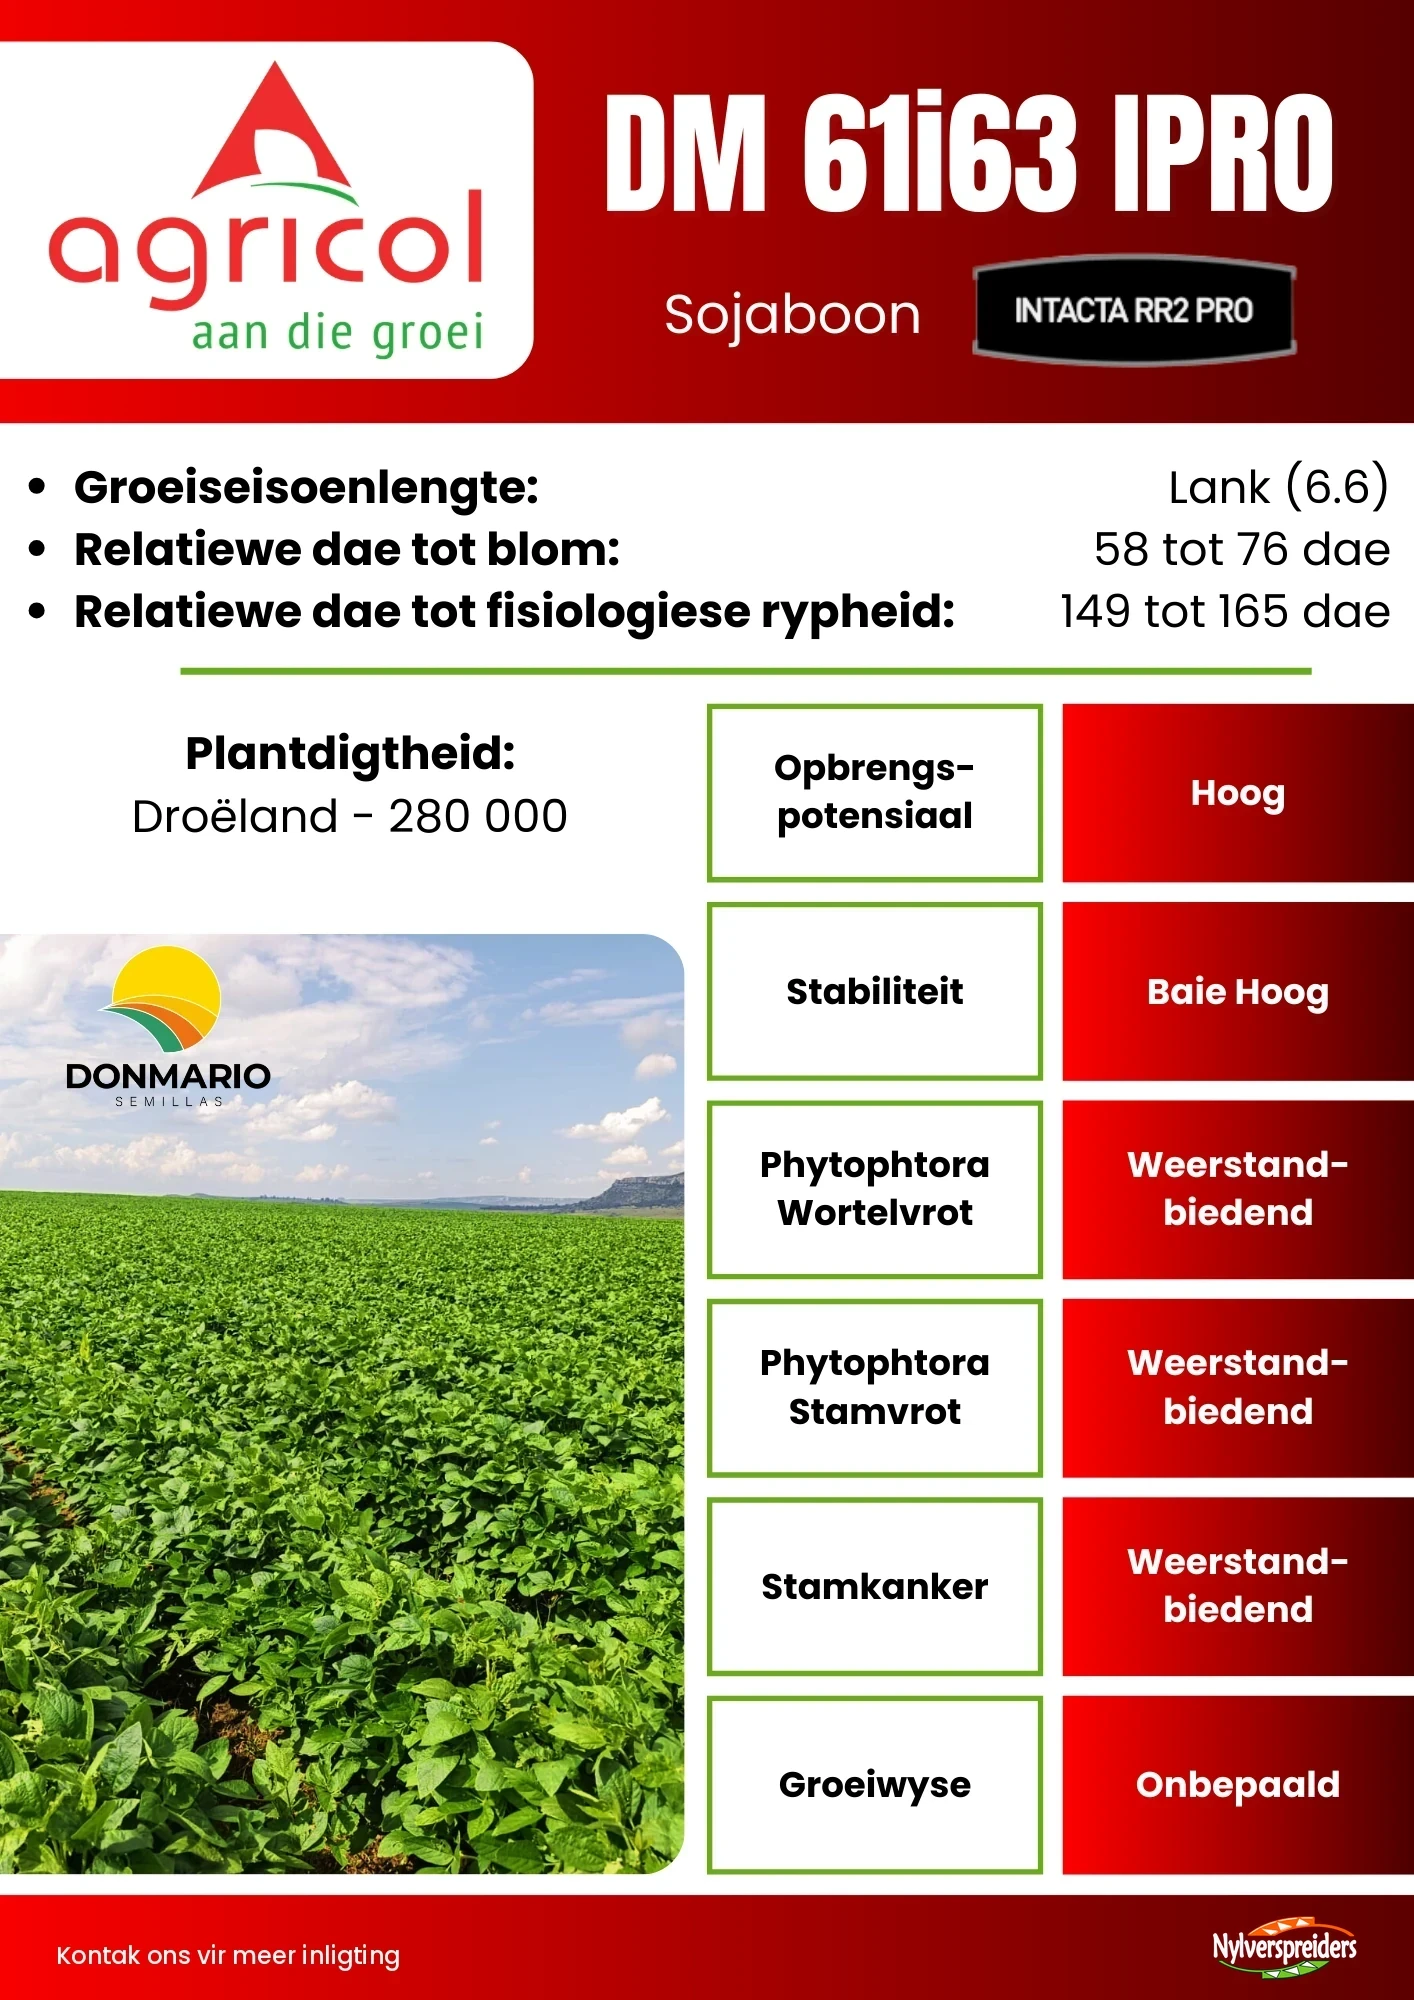 agricol
aan die groei
DM 61i63 IPRO
Sojaboon
INTACTA RR2 PRO
• Groeiseisoenlengte: Lank (6.6)
• Relatiewe dae tot blom: 58 tot 76 dae
• Relatiewe dae tot fisiologiese rypheid: 149 tot 165 dae
Plantdigtheid:
Droëland - 280 000
DONMARIO
SEMILLAS
Opbrengs-
potensiaal
Hoog
Stabiliteit
Baie Hoog
Phytophtora
Wortelvrot
Weerstand-
biedend
Phytophtora
Stamvrot
Weerstand-
biedend
Stamkanker
Weerstand-
biedend
Groeiwyse
Onbepaald
Kontak ons vir meer inligting
Nylverspreiders